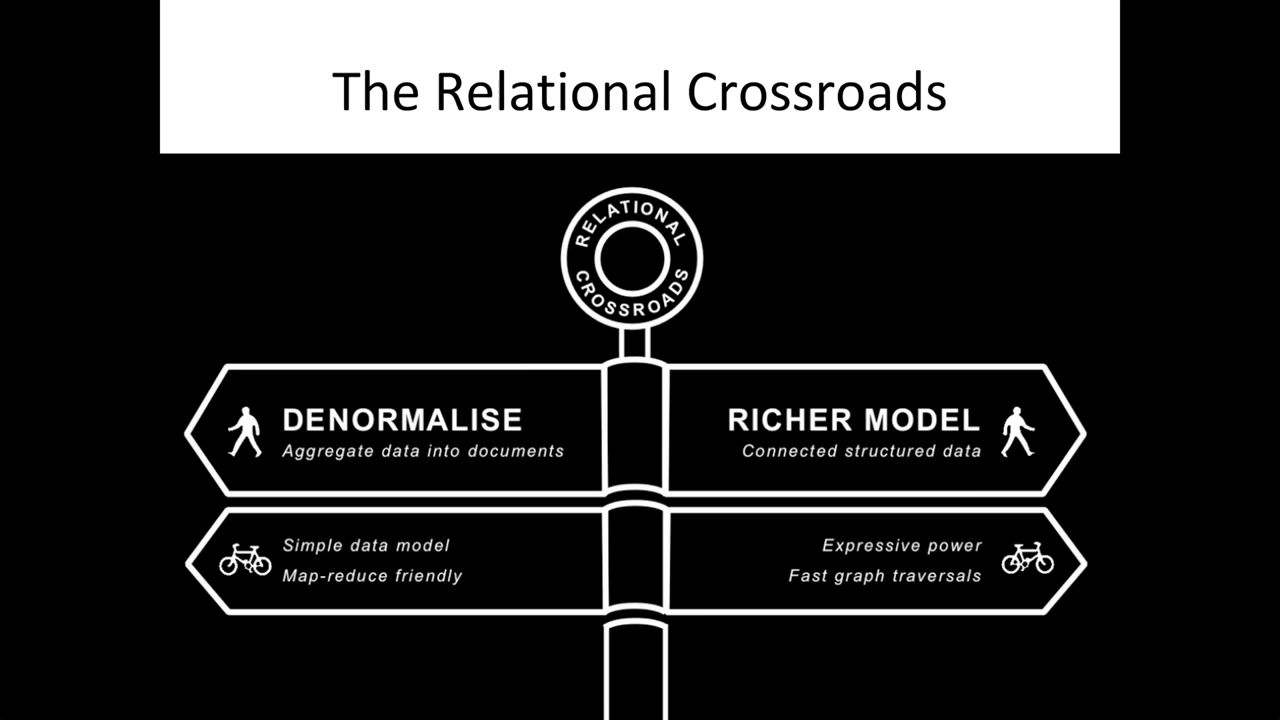 The Relational Crossroads
RELATIONAL
CROSSROADS
DENORMALISE
Aggregate data into documents
RICHER MODEL
Connected structured data
Simple data model
Map-reduce friendly
Expressive power
Fast graph traversals